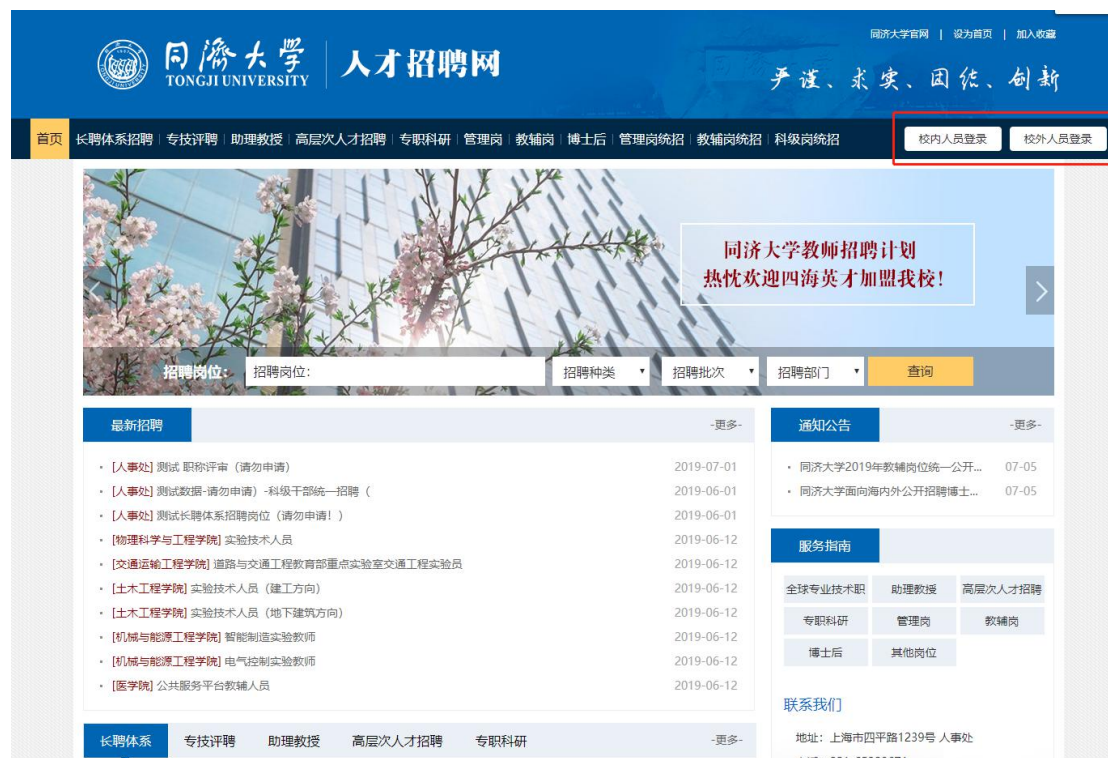 同济大学官网 | 设为首页 | 加入收藏
同濟大學
TONGJI UNIVERSITY
人才招聘网
严谨、求实、团结、创新
首页 长聘体系招聘 专技评聘 助理教授 高层次人才招聘 专职科研 管理岗 教辅岗 博士后 管理岗统招 教辅岗统招 科级岗统招 校内人员登录 校外人员登录
同济大学教师招聘计划
热忱欢迎四海英才加盟我校！
招聘岗位： 招聘岗位： 招聘种类 招聘批次 招聘部门 查询
最新招聘 -更多-
[人事处] 测试 职称评审（请勿申请） 2019-07-01
[人事处] 测试数据-请勿申请）-科级干部统一招聘（ 2019-06-01
[人事处] 测试长聘体系招聘岗位（请勿申请！） 2019-06-01
[物理科学与工程学院] 实验技术人员 2019-06-12
[交通运输工程学院] 道路与交通工程教育部重点实验室交通工程实验员 2019-06-12
[土木工程学院] 实验技术人员（建工方向） 2019-06-12
[土木工程学院] 实验技术人员（地下建筑方向） 2019-06-12
[机械与能源工程学院] 智能制造实验教师 2019-06-12
[机械与能源工程学院] 电气控制实验教师 2019-06-12
[医学院] 公共服务平台教辅人员 2019-06-12
长聘体系 专技评聘 助理教授 高层次人才招聘 专职科研 -更多-
通知公告 -更多-
同济大学2019年教辅岗位统一公开... 07-05
同济大学面向海内外公开招聘博士... 07-05
服务指南
全球专业技术职 助理教授 高层次人才招聘
专职科研 管理岗 教辅岗
博士后 其他岗位
联系我们
地址：上海市四平路1239号 人事处